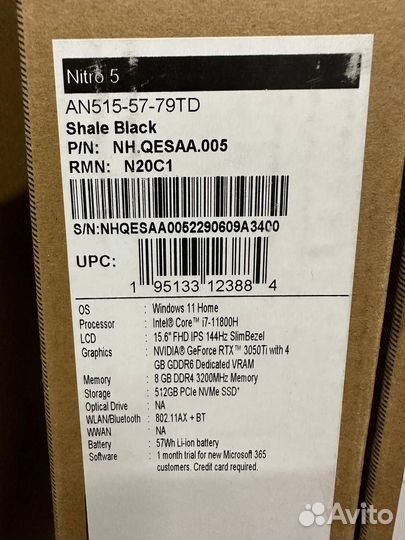 Nitro 5
AN515-57-79TD
Shale Black
P/N: NH.QESAA.005
RMN: N20C1
S/N:NHQESAA0052290609A3400
UPC:
1 95133 12388 4
OS : Windows 11 Home
Processor : Intel® Core™ i7-11800H
LCD : 15.6" FHD IPS 144Hz SlimBezel
Graphics : NVIDIA® GeForce RTX™ 3050Ti with 4
GB GDDR6 Dedicated VRAM
Memory : 8 GB DDR4 3200MHz Memory
Storage : 512GB PCIe NVMe SSD*
Optical Drive : NA
WLAN/Bluetooth : 802.11AX + BT
WWAN : NA
Battery : 57Wh Li-ion battery
Software : 1 month trial for new Microsoft 365
customers. Credit card required.
Avito